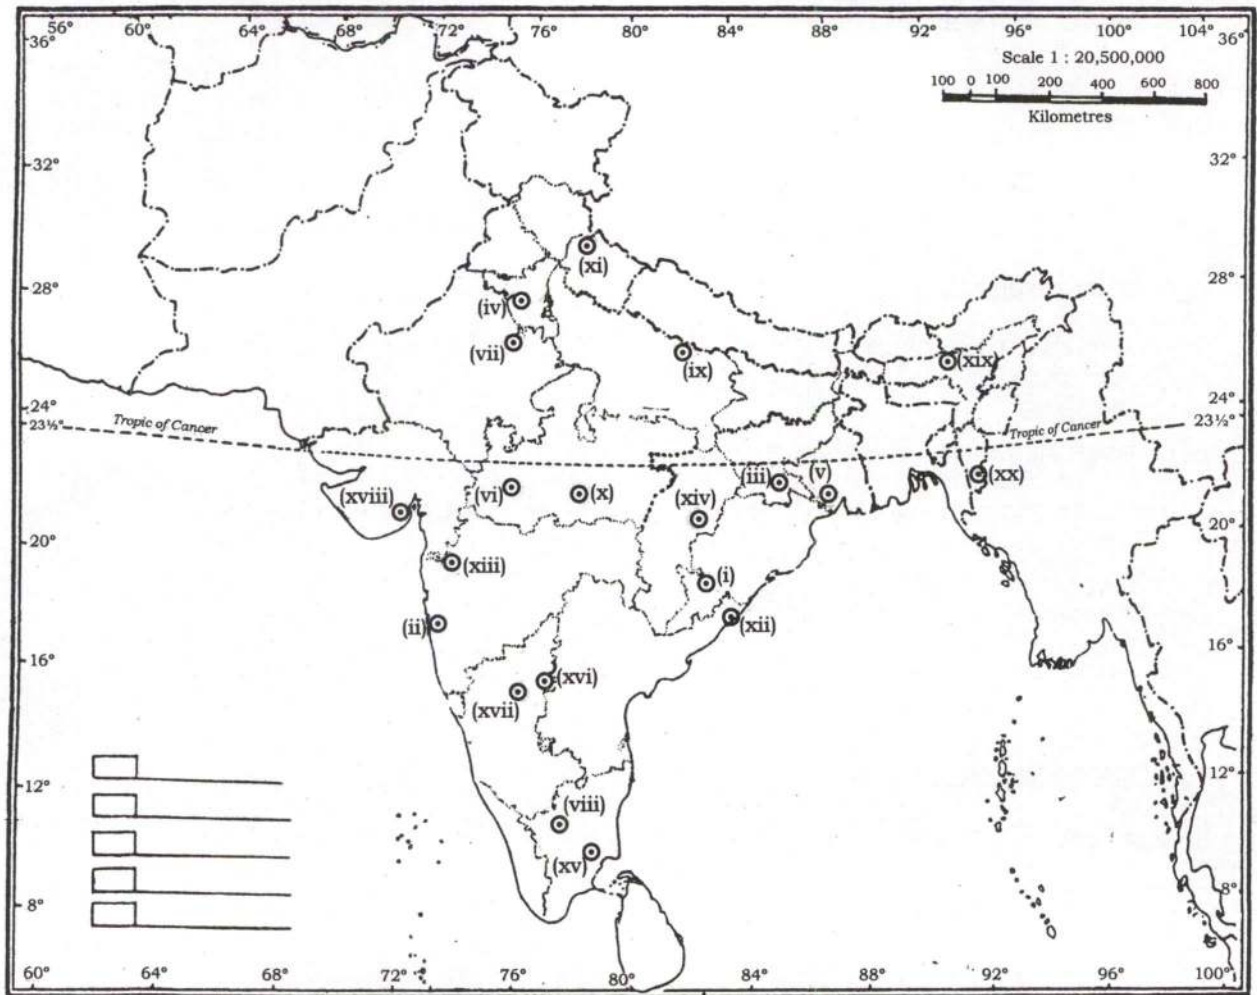 56° 60° 64° 68° 72° 76° 80° 84° 88° 92° 96° 100° 104°
36° 36°
Scale 1 : 20,500,000
100 0 100 200 400 600 800
Kilometres
32° 32°
(xi)
28° 28°
(iv)
(vii)
(ix)
(xix)
24° 24°
23½° Tropic of Cancer Tropic of Cancer 23½°
(xviii) (vi) (x) (xiv) (iii) (v) (xx)
20° 20°
(xiii)
(i)
(ii) (xii)
16° 16°
(xvi)
(xvii)
12° 12°
(viii)
(xv)
8° 8°
60° 64° 68° 72° 76° 80° 84° 92° 96° 100°